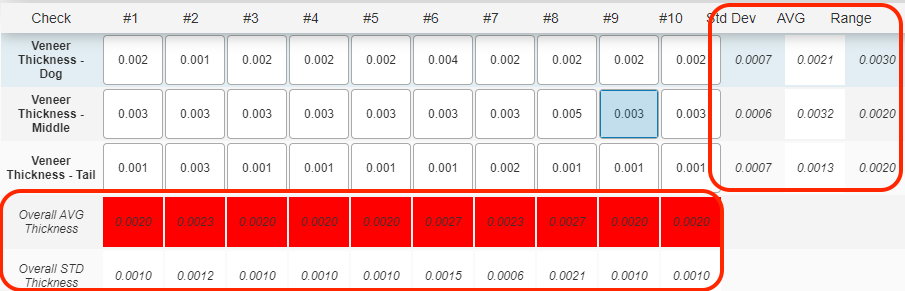 Check #1 #2 #3 #4 #5 #6 #7 #8 #9 #10 Std Dev AVG Range
Veneer
Thickness -
Dog
0.002 0.001 0.002 0.002 0.002 0.004 0.002 0.002 0.002 0.002 0.0007 0.0021 0.0030
Veneer
Thickness -
Middle
0.003 0.003 0.003 0.003 0.003 0.003 0.003 0.005 0.003 0.003 0.0006 0.0032 0.0020
Veneer
Thickness - Tail
0.001 0.003 0.001 0.001 0.001 0.001 0.002 0.001 0.001 0.001 0.0007 0.0013 0.0020
Overall AVG
Thickness
0.0020 0.0023 0.0020 0.0020 0.0020 0.0027 0.0023 0.0027 0.0020 0.0020
Overall STD
Thickness
0.0010 0.0012 0.0010 0.0010 0.0010 0.0015 0.0006 0.0021 0.0010 0.0010